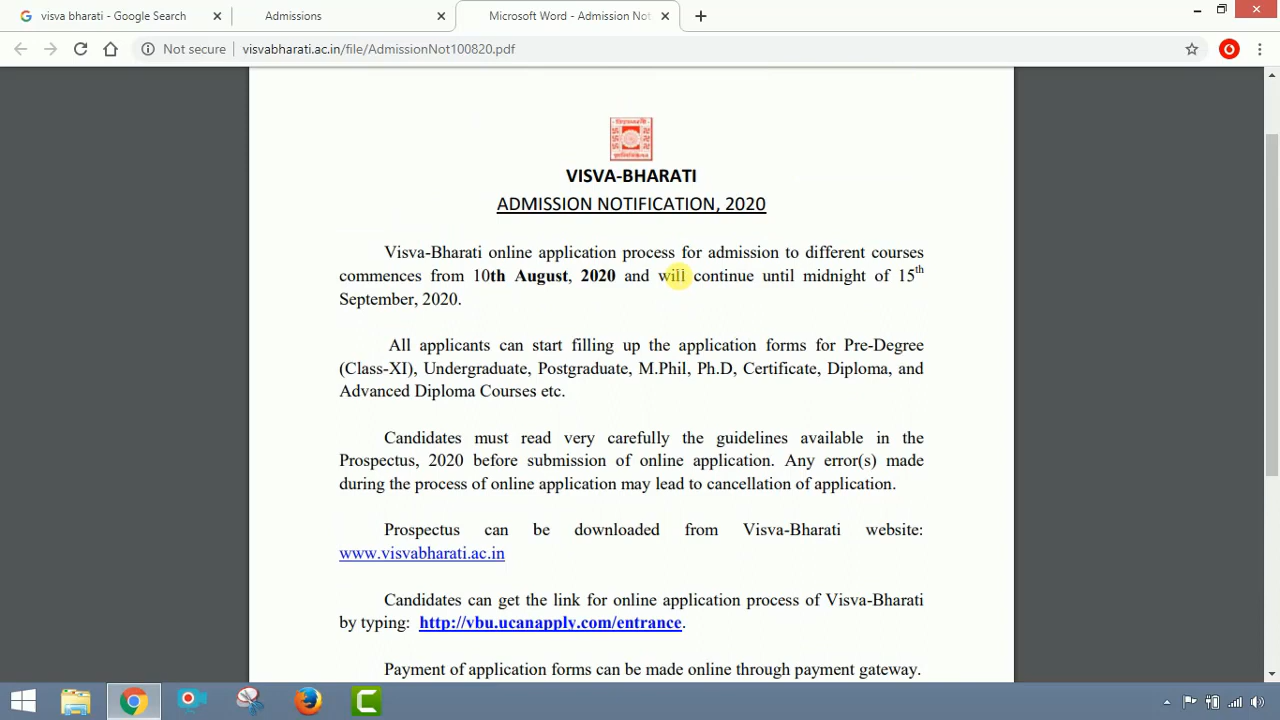 visva bharati - Google Search
Admissions
Microsoft Word - Admission Not
Not secure
visvabharati.ac.in/file/AdmissionNot100820.pdf
VISVA-BHARATI
ADMISSION NOTIFICATION, 2020
Visva-Bharati online application process for admission to different courses
commences from 10th August, 2020 and will continue until midnight of 15th
September, 2020.
All applicants can start filling up the application forms for Pre-Degree
(Class-XI), Undergraduate, Postgraduate, M.Phil, Ph.D, Certificate, Diploma, and
Advanced Diploma Courses etc.
Candidates must read very carefully the guidelines available in the
Prospectus, 2020 before submission of online application. Any error(s) made
during the process of online application may lead to cancellation of application.
Prospectus can be downloaded from Visva-Bharati website:
www.visvabharati.ac.in
Candidates can get the link for online application process of Visva-Bharati
by typing: http://vbu.ucanapply.com/entrance.
Payment of application forms can be made online through payment gateway.